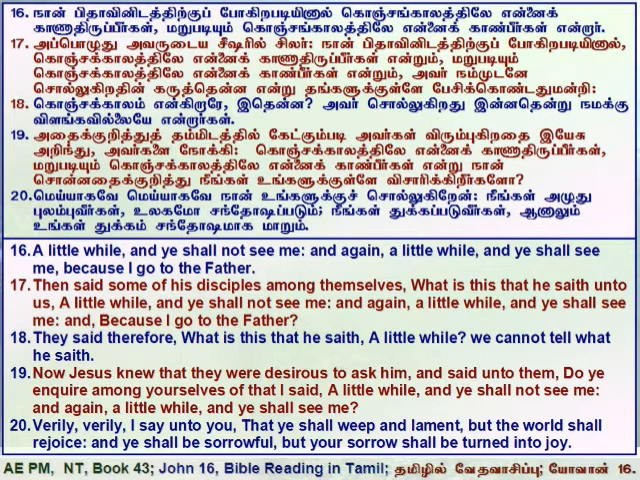 16. நான் பிதாவினிடத்திற்குப் போகிறபடியினால் கொஞ்சங்காலத்திலே என்னைக்
காணாதிருப்பீர்கள், மறுபடியும் கொஞ்சங்காலத்திலே என்னைக் காண்பீர்கள் என்றார்.
17. அப்பொழுது அவருடைய சீஷரில் சிலர்: நான் பிதாவினிடத்திற்குப் போகிறபடியினால்,
கொஞ்சங்காலத்திலே என்னைக் காணாதிருப்பீர்கள் என்றும், மறுபடியும்
கொஞ்சங்காலத்திலே என்னைக் காண்பீர்கள் என்றும், அவர் நம்முடனே
சொல்லுகிறதின் கருத்தென்ன என்று தங்களுக்குள்ளே பேசிக்கொண்டதுமன்றி:
18. கொஞ்சக்காலம் என்கிறாரே, இதென்ன? அவர் சொல்லுகிறது இன்னதென்று நமக்கு
விளங்கவில்லையே என்றார்கள்.
19. அதைக்குறித்துத் தம்மிடத்தில் கேட்கும்படி அவர்கள் விரும்புகிறதை இயேசு
அறிந்து, அவர்களை நோக்கி: கொஞ்சக்காலத்திலே என்னைக் காணாதிருப்பீர்கள்,
மறுபடியும் கொஞ்சக்காலத்திலே என்னைக் காண்பீர்கள் என்று நான்
சொன்னதைக்குறித்து நீங்கள் உங்களுக்குள்ளே விசாரிக்கிறீர்களோ?
20. மெய்யாகவே மெய்யாகவே நான் உங்களுக்குச் சொல்லுகிறேன்: நீங்கள் அழுது
புலம்புவீர்கள், உலகமோ சந்தோஷப்படும்; நீங்கள் துக்கப்படுவீர்கள், ஆனாலும்
உங்கள் துக்கம் சந்தோஷமாக மாறும்.
16. A little while, and ye shall not see me: and again, a little while, and ye shall see
me, because I go to the Father.
17. Then said some of his disciples among themselves, What is this that he saith unto
us, A little while, and ye shall not see me: and again, a little while, and ye shall see
me: and, Because I go to the Father?
18. They said therefore, What is this that he saith, A little while? we cannot tell what
he saith.
19. Now Jesus knew that they were desirous to ask him, and said unto them, Do ye
enquire among yourselves of that I said, A little while, and ye shall not see me:
and again, a little while, and ye shall see me?
20. Verily, verily, I say unto you, That ye shall weep and lament, but the world shall
rejoice: and ye shall be sorrowful, but your sorrow shall be turned into joy.
AE PM, NT, Book 43; John 16, Bible Reading in Tamil; தமிழில் வேதவாசிப்பு; யோவான் 16.